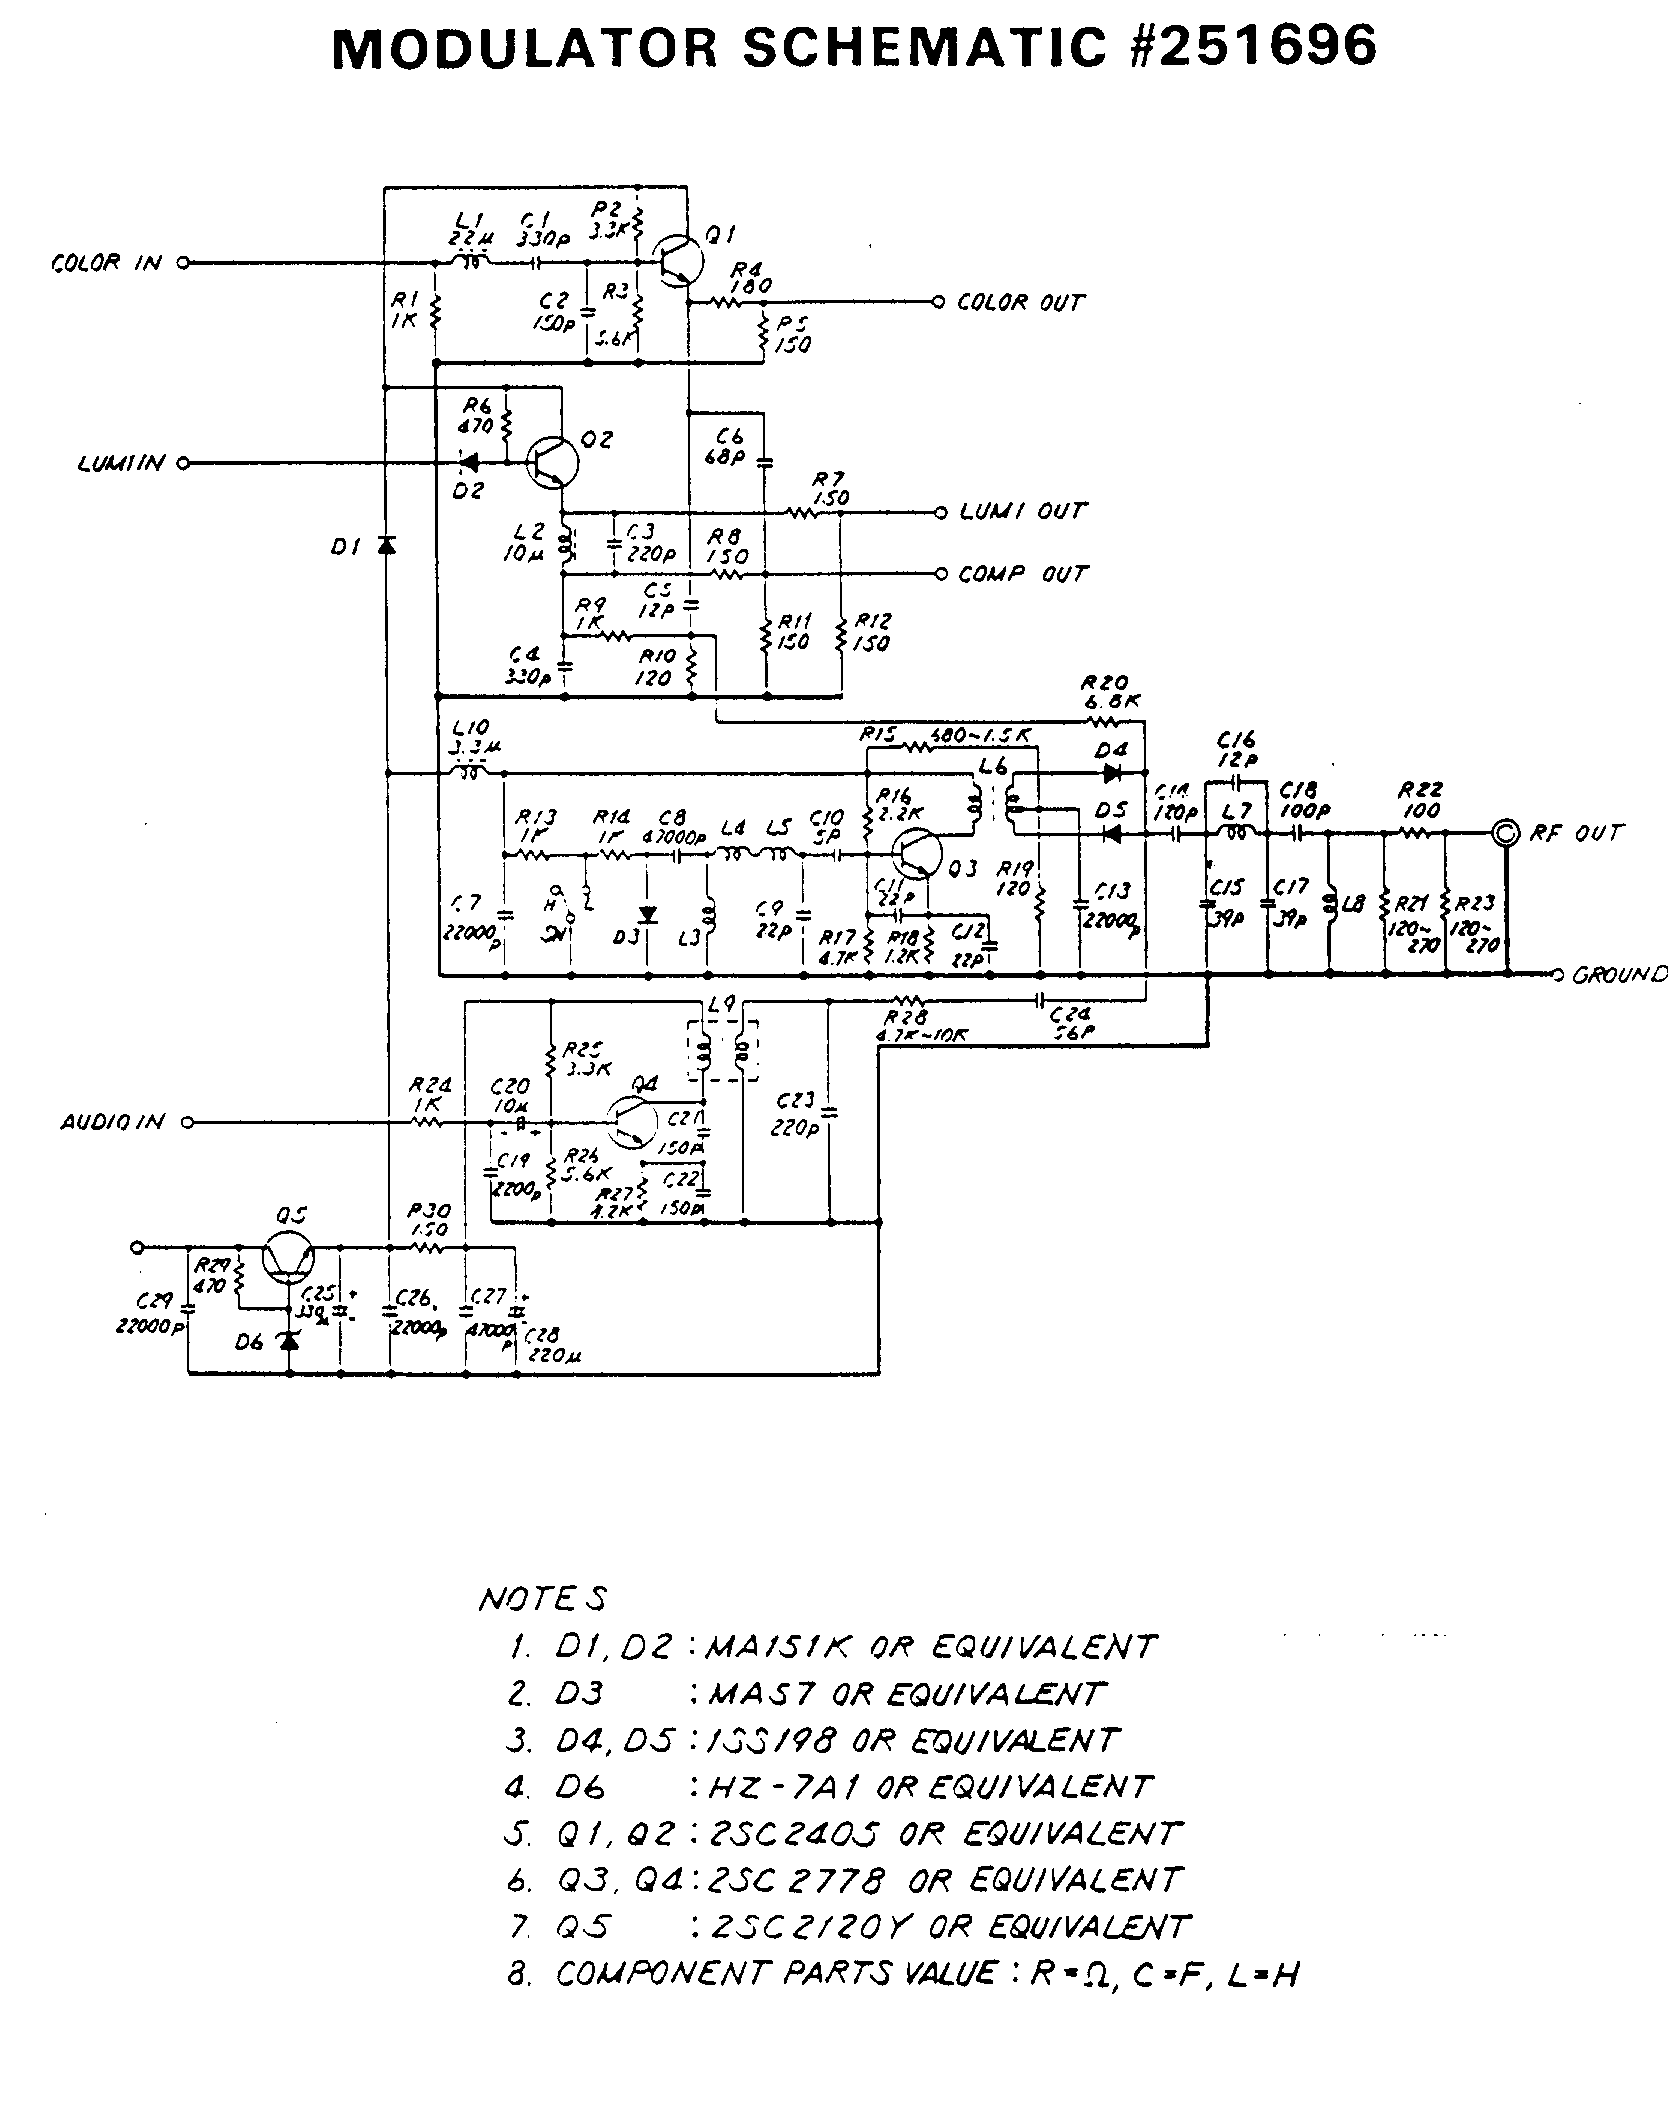 MODULATOR SCHEMATIC #251696
COLOR IN
L1
22μ
C1
330P
R2
3.3K
Q1
R1
1K
C2
150P
R3
5.6K
R4
180
COLOR OUT
R5
150
R6
470
Q2
LUMI IN
D2
C6
68P
R7
150
LUMI OUT
D1
L2
10μ
C3
220P
R8
150
COMP OUT
R9
1K
C5
12P
C4
330P
R10
120
R11
150
R12
150
R20
6.8K
L10
3.3μ
R15 680~1.5K
L6
D4
C16
12P
R13
1K
R14
1K
C8
47000P
L4
L5
C10
5P
R16
2.2K
Q3
D5
C14
120P
L7
C18
100P
R22
100
RF OUT
C7
22000P
H
L
SW
D3
L3
C9
22P
C11
22P
R17
4.7K
R18
1.2K
C12
22P
R19
120
C13
22000P
C15
39P
C17
39P
L8
R21
120~
270
R23
120~
270
GROUND
L9
R28
4.7K~10K
C24
56P
R25
3.3K
Q4
AUDIO IN
R24
1K
C20
10μ
- +
C19
2200P
R26
5.6K
R27
1.2K
C21
150P
C22
150P
C23
220P
Q5
R30
150
R29
470
C29
22000P
D6
C25
330μ
+
-
C26
22000P
C27
47000P
+
-
C28
220μ
NOTES
1. D1, D2 : MA151K OR EQUIVALENT
2. D3 : MA57 OR EQUIVALENT
3. D4, D5 : 1SS198 OR EQUIVALENT
4. D6 : HZ-7A1 OR EQUIVALENT
5. Q1, Q2 : 2SC2405 OR EQUIVALENT
6. Q3, Q4 : 2SC2778 OR EQUIVALENT
7. Q5 : 2SC2120Y OR EQUIVALENT
8. COMPONENT PARTS VALUE : R=Ω, C=F, L=H